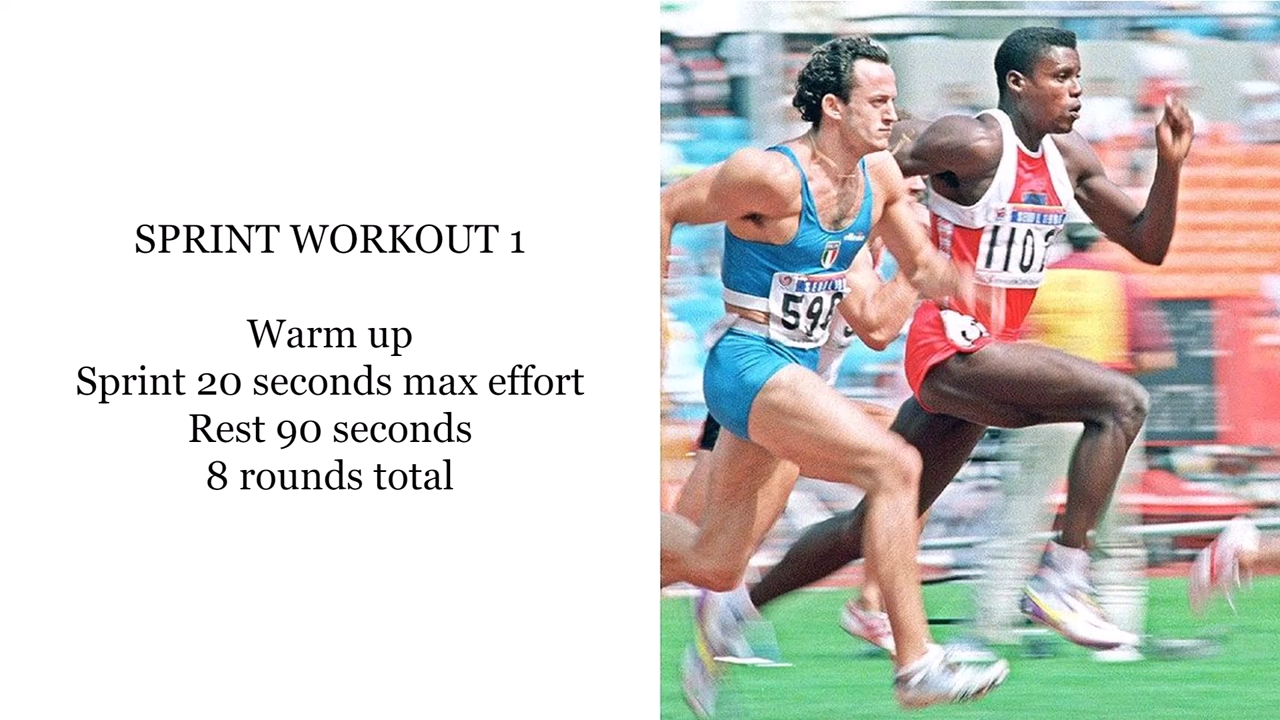 SPRINT WORKOUT 1
Warm up
Sprint 20 seconds max effort
Rest 90 seconds
8 rounds total